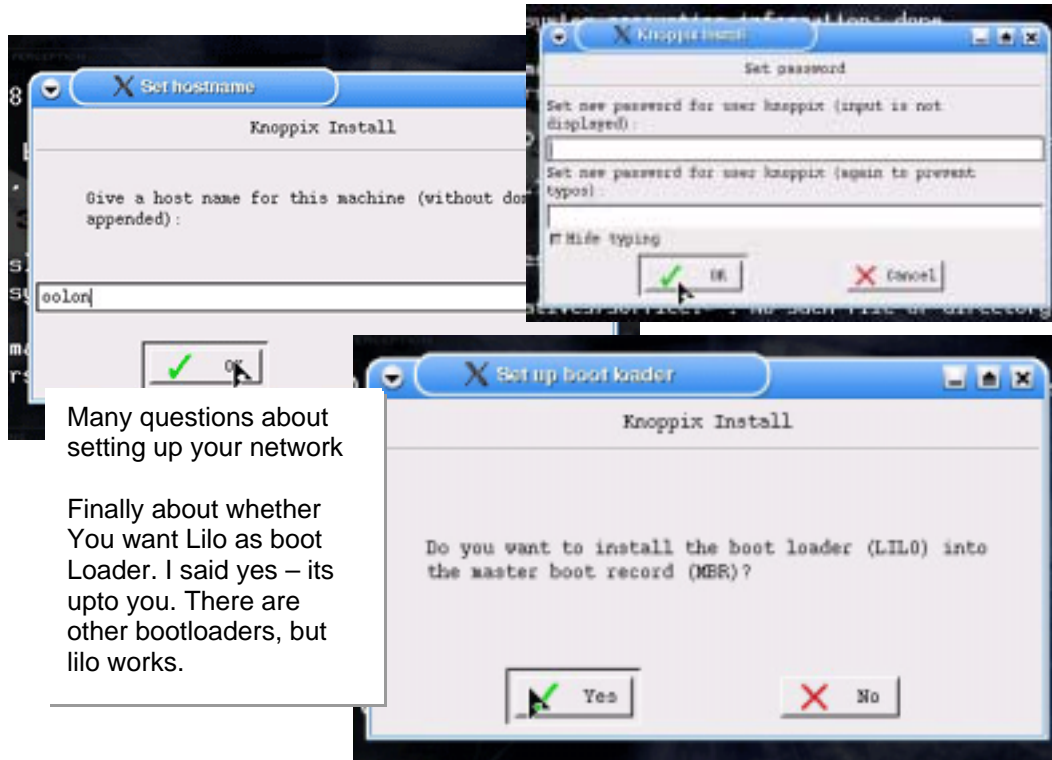 Set hostname
Knoppix Install
Give a host name for this machine (without
appended):
oolon
OK
Knoppix Install
Set password
Set new password for user knoppix (input is not
displayed):
Set new password for user knoppix (again to prevent
typos):
Hide typing
OK
Cancel
Many questions about
setting up your network
Finally about whether
You want Lilo as boot
Loader. I said yes – its
upto you. There are
other bootloaders, but
lilo works.
Set up boot loader
Knoppix Install
Do you want to install the boot loader (LILO) into
the master boot record (MBR)?
Yes
No